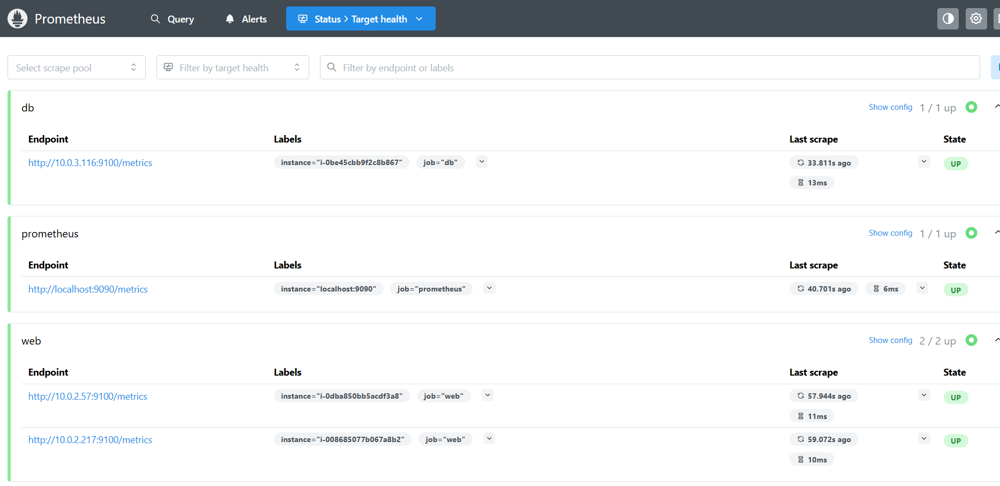 Prometheus Query Alerts Status > Target health
Select scrape pool Filter by target health Filter by endpoint or labels
db Show config 1 / 1 up
Endpoint Labels Last scrape State
http://10.0.3.116:9100/metrics instance="i-0be45cbb9f2c8b867" job="db" 33.811s ago UP
13ms
prometheus Show config 1 / 1 up
Endpoint Labels Last scrape State
http://localhost:9090/metrics instance="localhost:9090" job="prometheus" 40.701s ago 6ms UP
web Show config 2 / 2 up
Endpoint Labels Last scrape State
http://10.0.2.57:9100/metrics instance="i-0dba850bb5acdf3a8" job="web" 57.944s ago UP
11ms
http://10.0.2.217:9100/metrics instance="i-008685077b067a8b2" job="web" 59.072s ago UP
10ms